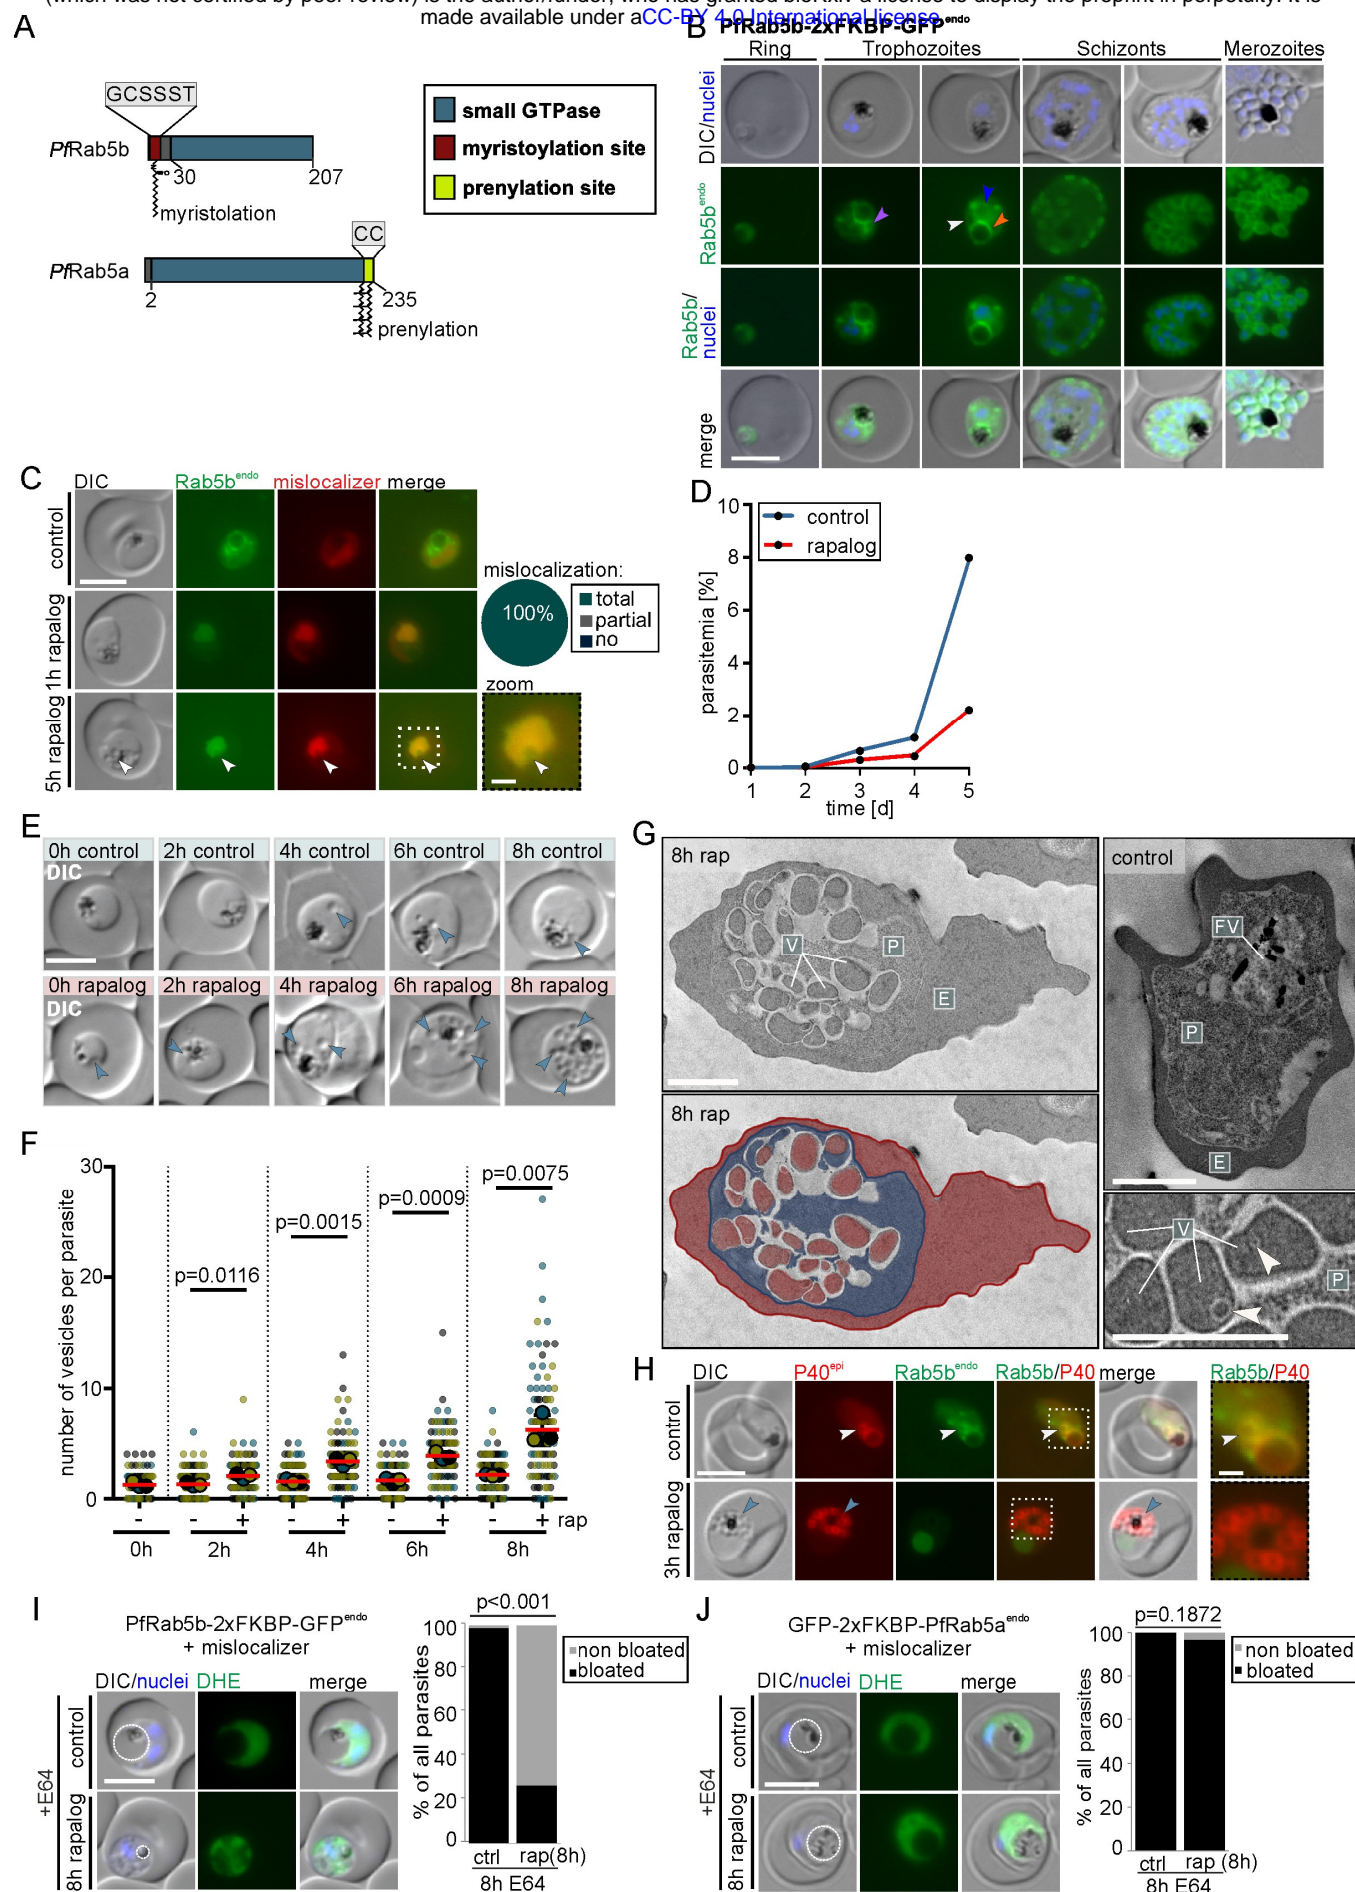 (which was not certified by peer review) is the author/funder, who has granted bioRxiv a license to display the preprint in perpetuity. It is
made available under aCC-BY 4.0 International license.
A
GCSSST
PfRab5b
30
207
myristolation
CC
PfRab5a
2
235
prenylation
small GTPase
myristoylation site
prenylation site
B
PfRab5b-2xFKBP-GFPendo
Ring
Trophozoites
Schizonts
Merozoites
DIC/nuclei
Rab5bendo
Rab5b/
nuclei
merge
C
DIC
Rab5bendo
mislocalizer
merge
control
1h rapalog
5h rapalog
mislocalization:
100%
total
partial
no
zoom
D
10
8
6
4
2
0
parasitemia [%]
control
rapalog
1
2
3
4
5
time [d]
E
0h control
2h control
4h control
6h control
8h control
DIC
0h rapalog
2h rapalog
4h rapalog
6h rapalog
8h rapalog
DIC
F
30
20
10
0
number of vesicles per parasite
p=0.0116
p=0.0015
p=0.0009
p=0.0075
- - + - + - + - + rap
0h
2h
4h
6h
8h
G
8h rap
V
P
E
8h rap
control
FV
P
E
V
P
H
DIC
P40epi
Rab5bendo
Rab5b/P40
merge
Rab5b/P40
control
3h rapalog
I
PfRab5b-2xFKBP-GFPendo
+ mislocalizer
DIC/nuclei
DHE
merge
+E64
control
8h rapalog
p<0.001
100
80
60
40
20
0
% of all parasites
non bloated
bloated
ctrl
rap(8h)
8h E64
J
GFP-2xFKBP-PfRab5aendo
+ mislocalizer
DIC/nuclei
DHE
merge
+E64
control
8h rapalog
p=0.1872
100
80
60
40
20
0
% of all parasites
non bloated
bloated
ctrl
rap (8h)
8h E64